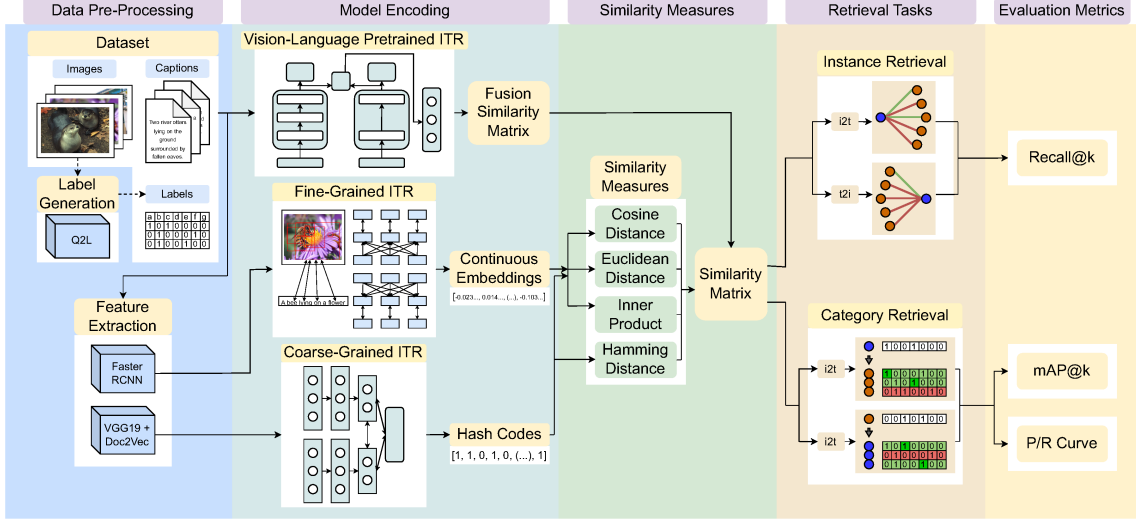 Data Pre-Processing
Model Encoding
Similarity Measures
Retrieval Tasks
Evaluation Metrics
Dataset
Images
Captions
Two river otters
lying on the
ground
surrounded by
fallen leaves.
Label
Generation
Q2L
Labels
a b c d e f g
1 0 1 0 0 0 0
0 1 0 0 0 1 0
0 1 0 0 1 0 0
Feature
Extraction
Faster
RCNN
VGG19 +
Doc2Vec
Vision-Language Pretrained ITR
Fusion
Similarity
Matrix
Fine-Grained ITR
A bee lying on a flower
Continuous
Embeddings
[-0.023..., 0.014..., (...), -0.103...]
Coarse-Grained ITR
Hash Codes
[1, 1, 0, 1, 0, (...), 1]
Similarity
Measures
Cosine
Distance
Euclidean
Distance
Inner
Product
Hamming
Distance
Similarity
Matrix
Instance Retrieval
i2t
t2i
Category Retrieval
i2t
1 0 0 1 0 0 0
1 0 0 0 1 0 0
0 0 0 1 0 0 0
0 1 1 0 0 1 0
i2t
0 0 1 0 1 0 0
0 1 1 0 0 0 0
1 0 0 0 0 1 0
0 1 0 0 1 0 0
Recall@k
mAP@k
P/R Curve